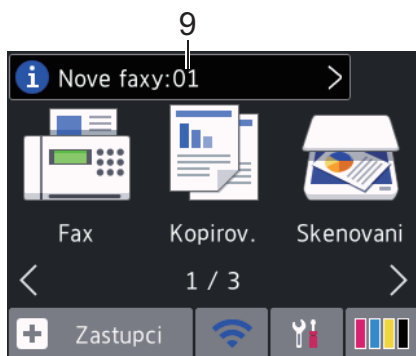 9
i Nove faxy:01
Fax Kopirov. Skenovani
1 / 3
Zastupci